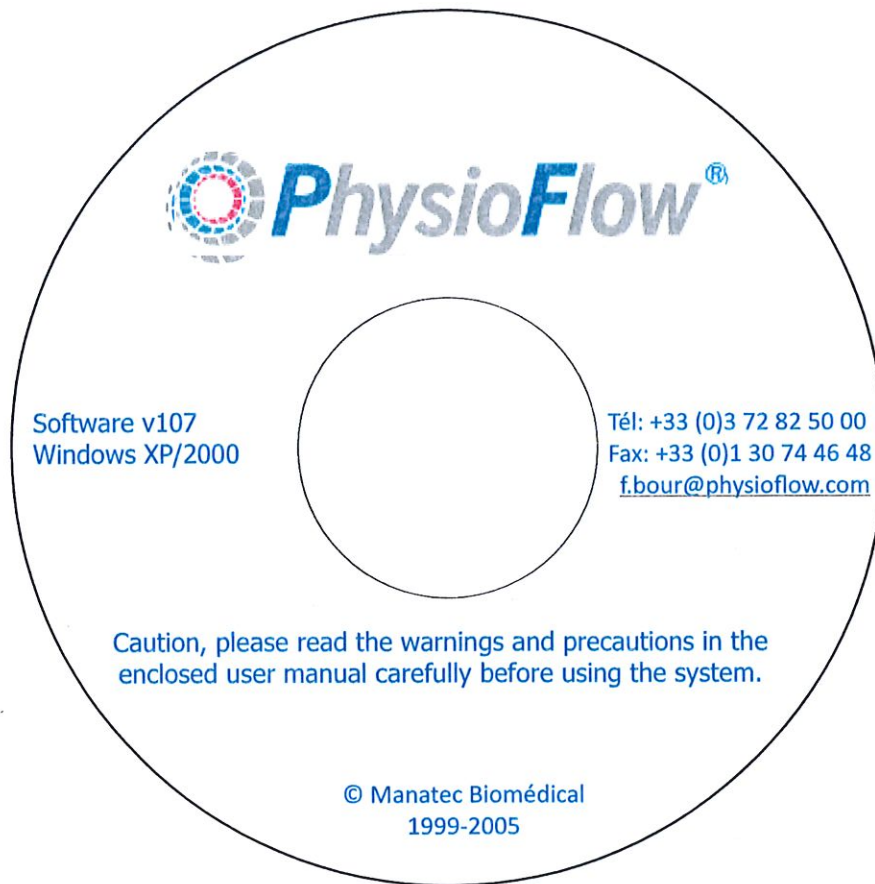 PhysioFlow®
Software v107
Windows XP/2000
Tél: +33 (0)3 72 82 50 00
Fax: +33 (0)1 30 74 46 48
f.bour@physioflow.com
Caution, please read the warnings and precautions in the
enclosed user manual carefully before using the system.
© Manatec Biomédical
1999-2005